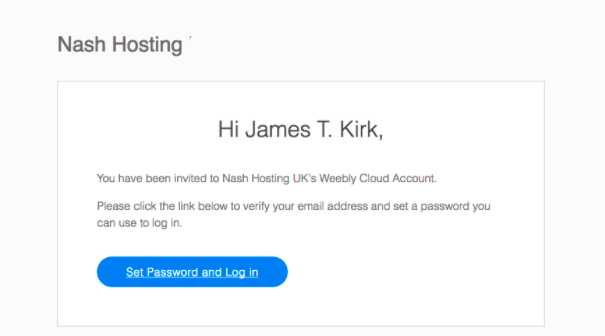 Nash Hosting
Hi James T. Kirk,
You have been invited to Nash Hosting UK's Weebly Cloud Account.
Please click the link below to verify your email address and set a password you
can use to log in.
Set Password and Log in